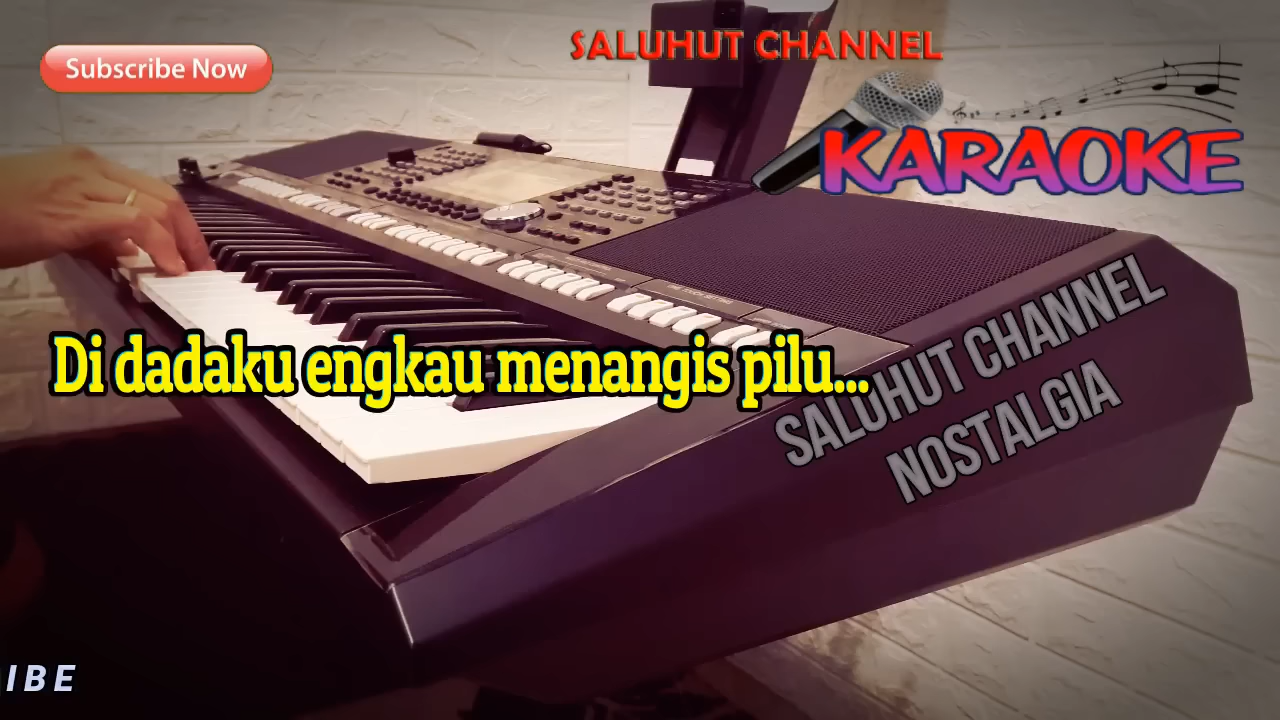 SALUHUT CHANNEL
Subscribe Now
KARAOKE
Di dadaku engkau menangis pilu...
SALUHUT CHANNEL
NOSTALGIA
IBE